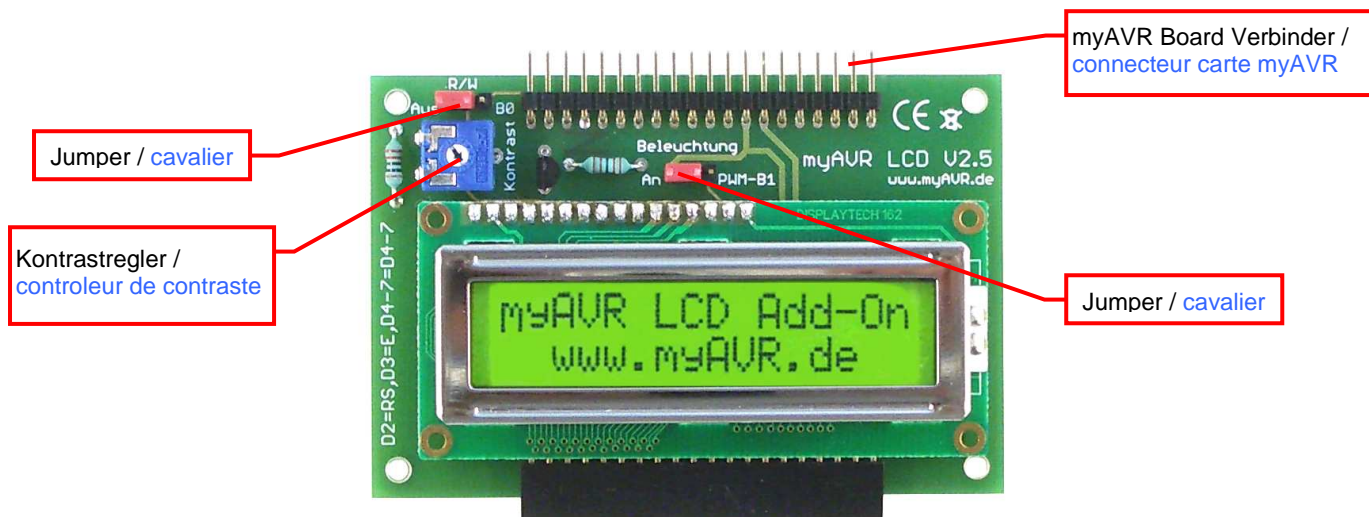 myAVR Board Verbinder /
connecteur carte myAVR
R/W
Aus
B0
Jumper / cavalier
Kontrast
Beleuchtung
An
PWM-B1
CE
myAVR LCD V2.5
www.myAVR.de
DISPLAYTECH 162
Kontrastregler /
controleur de contraste
D2=RS,D3=E,D4-7=D4-7
myAVR LCD Add-On
www.myAVR.de
Jumper / cavalier